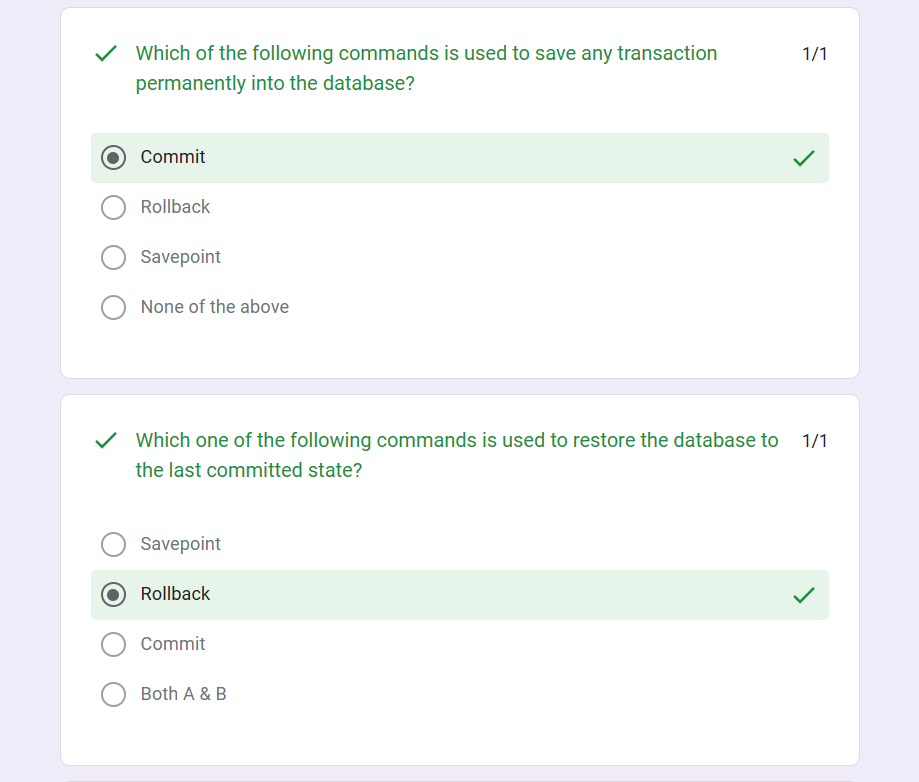 Which of the following commands is used to save any transaction
1/1
permanently into the database?
Commit
Rollback
Savepoint
None of the above
Which one of the following commands is used to restore the database to
1/1
the last committed state?
Savepoint
Rollback
Commit
Both A & B